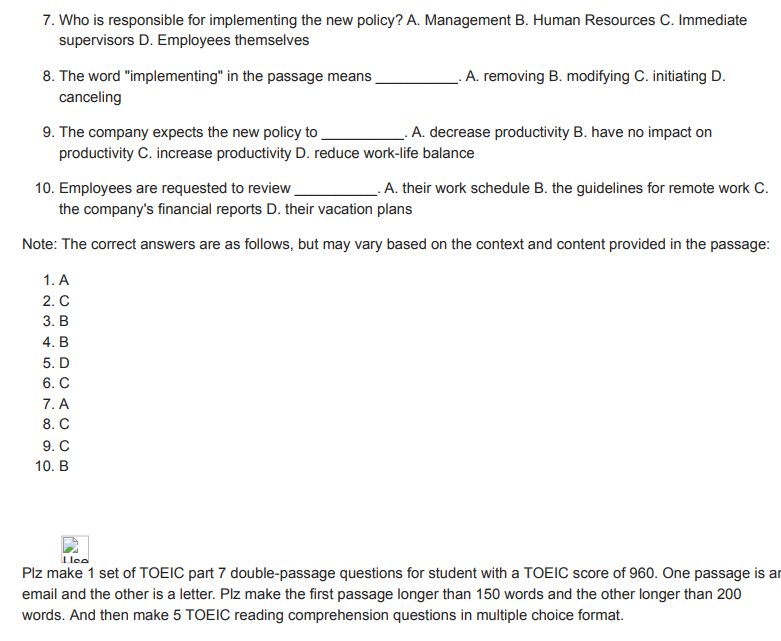 7. Who is responsible for implementing the new policy? A. Management B. Human Resources C. Immediate
supervisors D. Employees themselves
8. The word "implementing" in the passage means __________. A. removing B. modifying C. initiating D.
canceling
9. The company expects the new policy to __________. A. decrease productivity B. have no impact on
productivity C. increase productivity D. reduce work-life balance
10. Employees are requested to review __________. A. their work schedule B. the guidelines for remote work C.
the company's financial reports D. their vacation plans
Note: The correct answers are as follows, but may vary based on the context and content provided in the passage:
1. A
2. C
3. B
4. B
5. D
6. C
7. A
8. C
9. C
10. B
Use
Plz make 1 set of TOEIC part 7 double-passage questions for student with a TOEIC score of 960. One passage is
email and the other is a letter. Plz make the first passage longer than 150 words and the other longer than 200
words. And then make 5 TOEIC reading comprehension questions in multiple choice format.